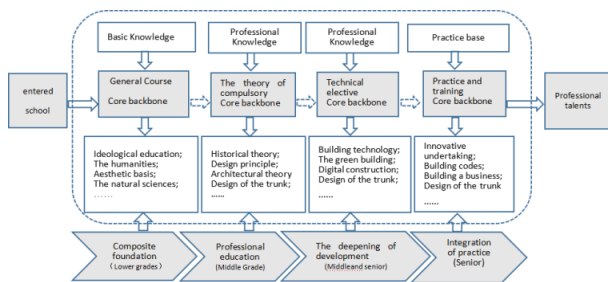 Basic Knowledge
Professional
Knowledge
Professional
Knowledge
Practice base
entered
school
General Course
Core backbone
The theory of
compulsory
Core backbone
Technical
elective
Core backbone
Practice and
training
Core backbone
Professional
talents
Ideological education;
The humanities;
Aesthetic basis;
The natural sciences;
......
Historical theory;
Design principle;
Architectural theory
Design of the trunk;
......
Building technology;
The green building;
Digital construction;
Design of the trunk;
......
Innovative
undertaking;
Building codes;
Building a business;
Design of the trunk
......
Composite
foundation
(Lower grades)
Professional
education
(Middle Grade)
The deepening of
development
(Middleand senior)
Integration
of practice
(Senior)